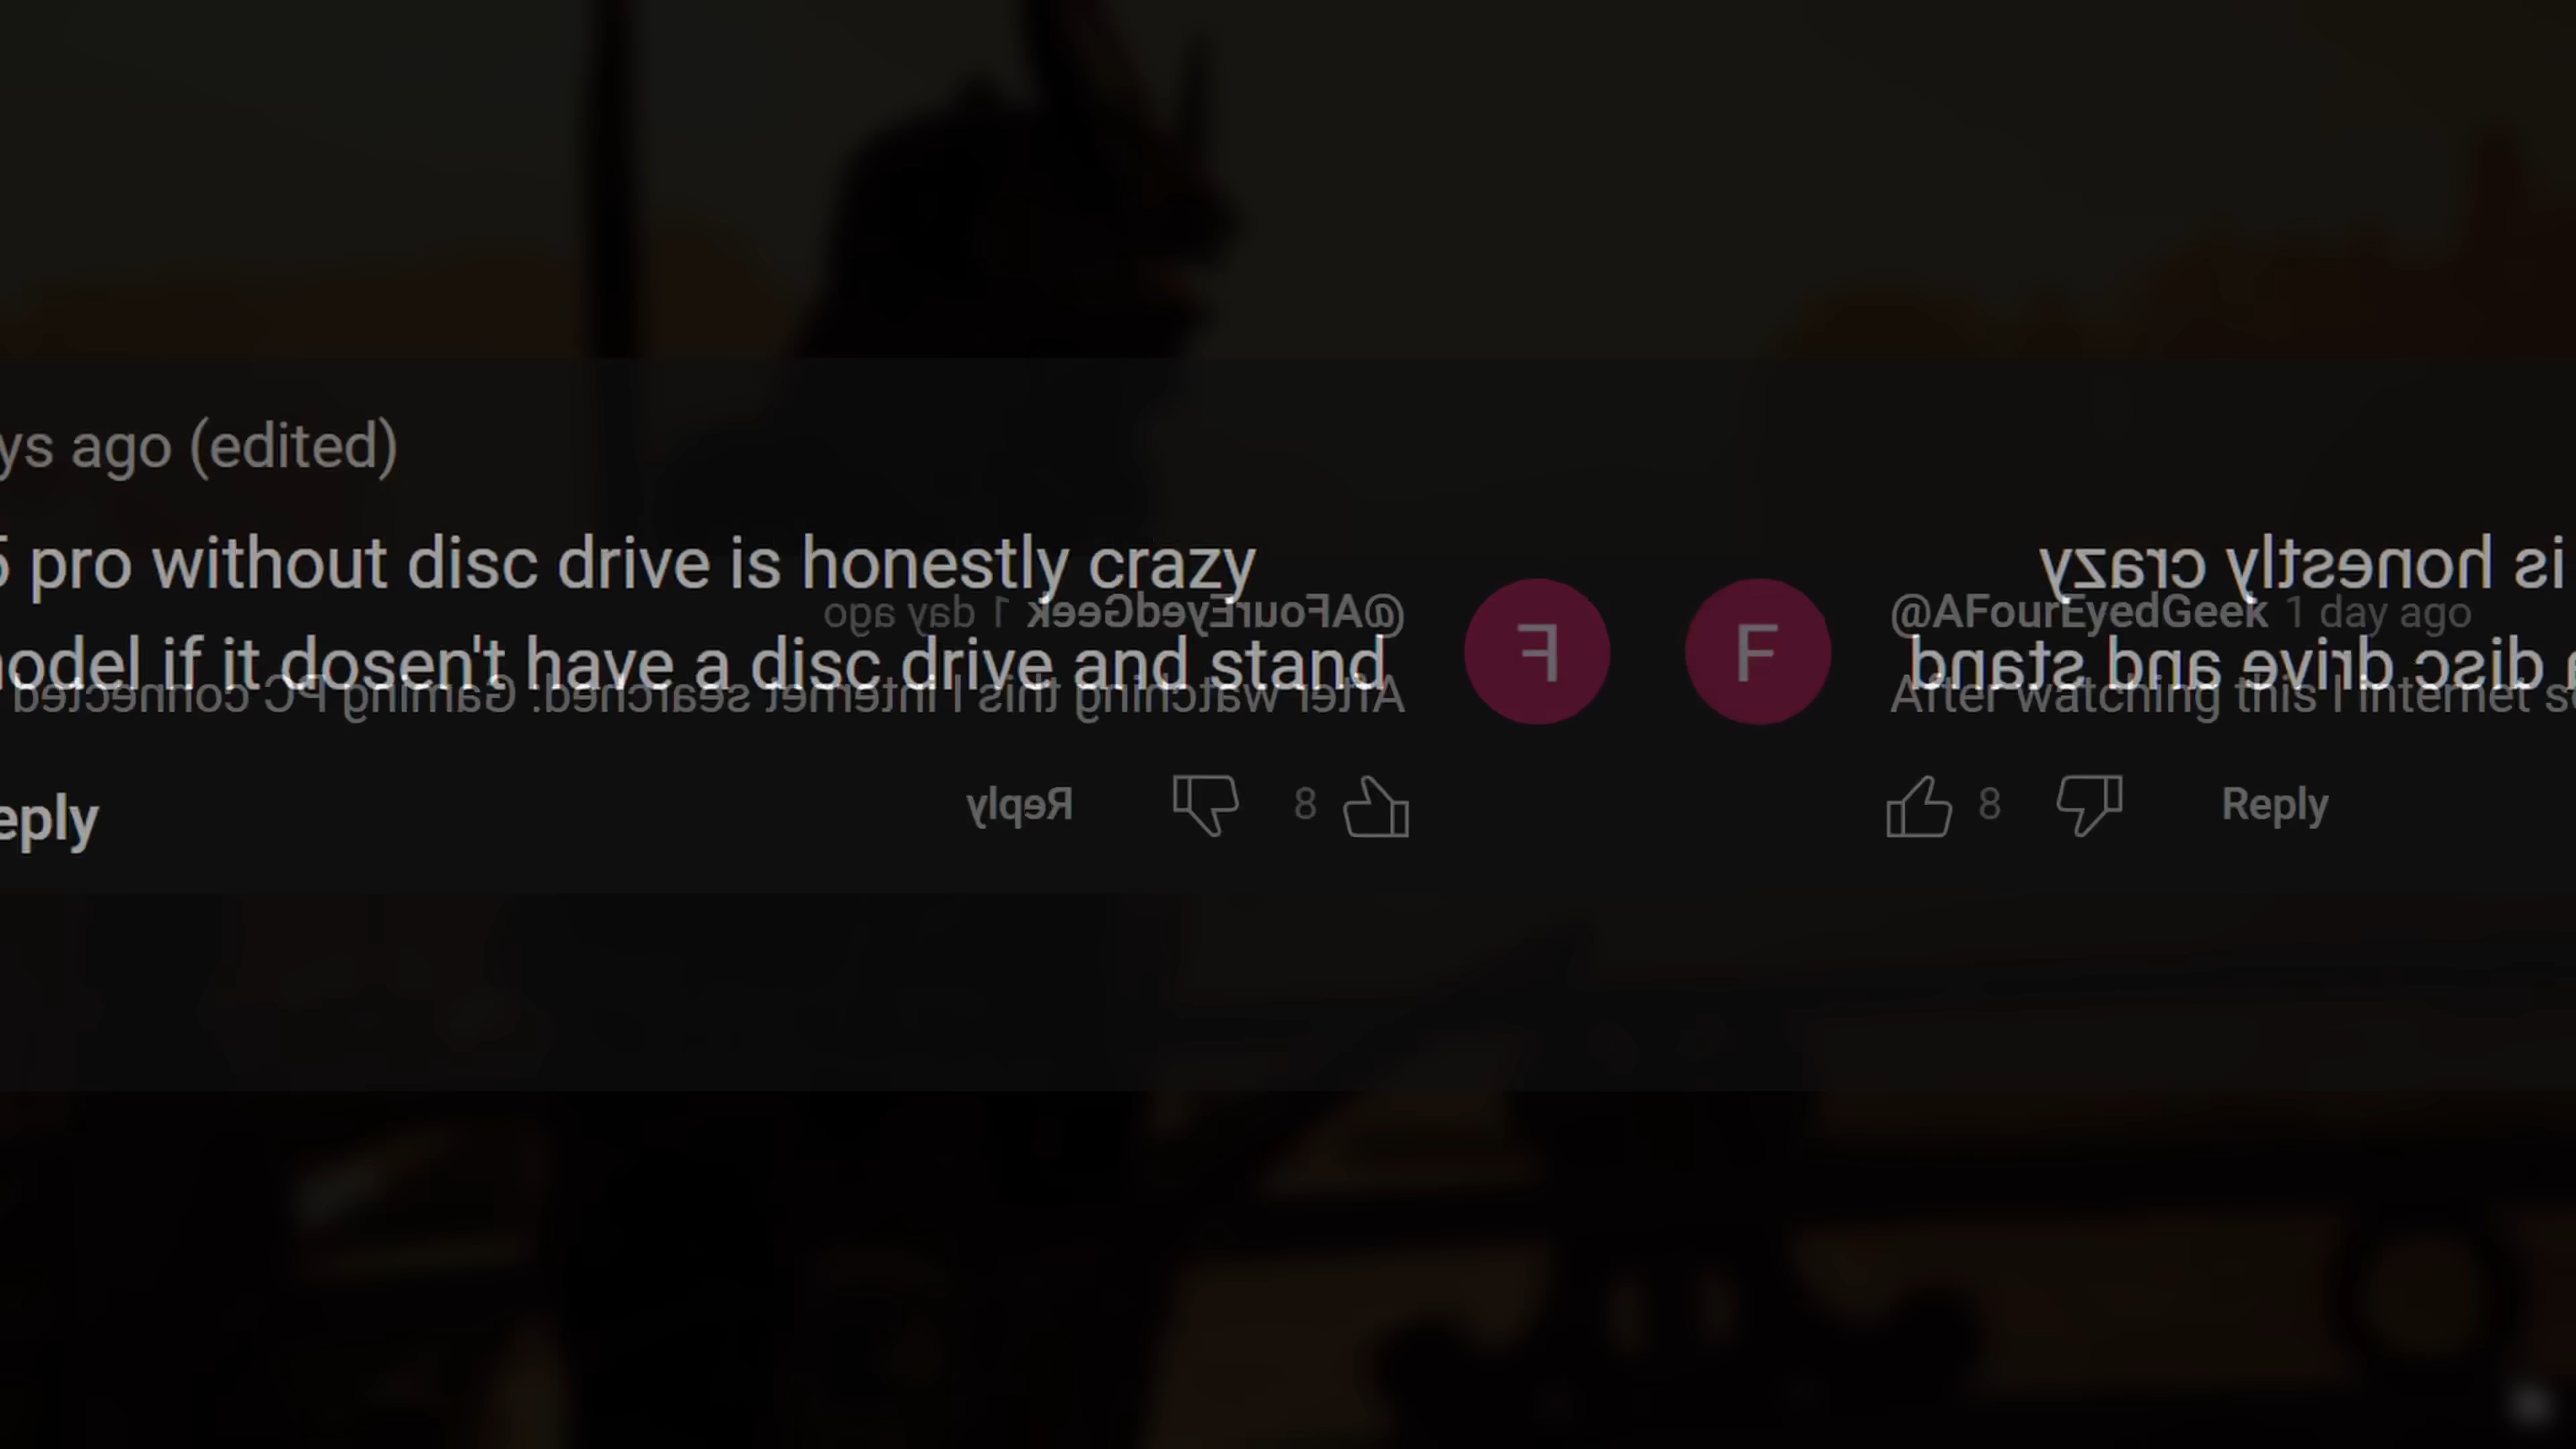 ys ago (edited)
5 pro without disc drive is honestly crazy
odel if it dosen't have a disc drive and stand
eply
@AFourEyedGeek 1 day ago
After watching this I internet searched. Gaming PC connected
8 Reply
F
F
@AFourEyedGeek 1 day ago
After watching this I internet
8 Reply
is honestly crazy
disc drive and stand